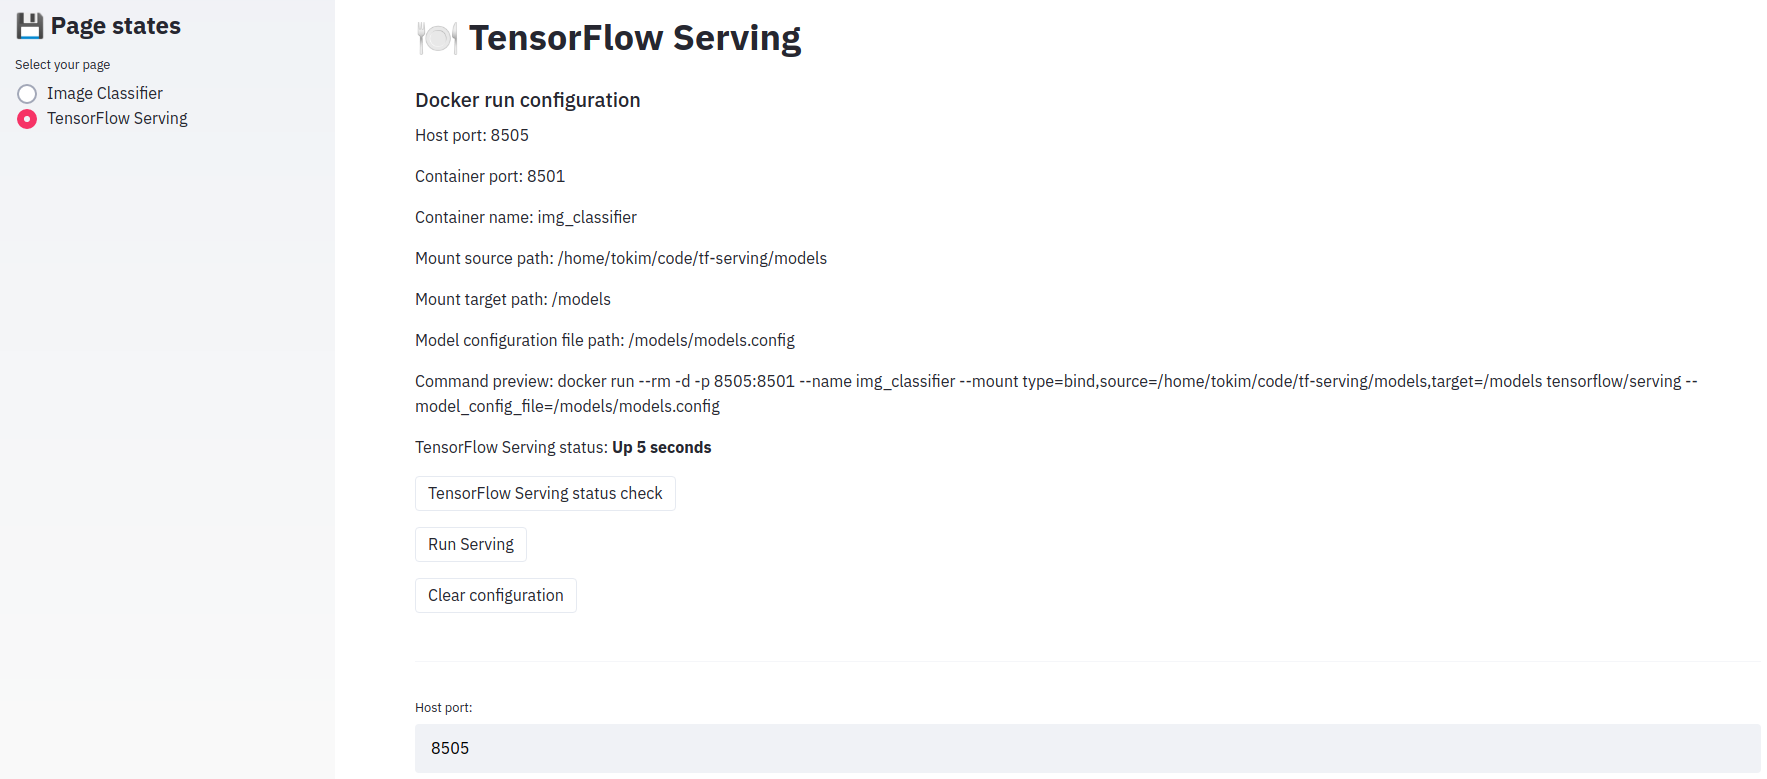 Page states
Select your page
Image Classifier
TensorFlow Serving
TensorFlow Serving
Docker run configuration
Host port: 8505
Container port: 8501
Container name: img_classifier
Mount source path: /home/tokim/code/tf-serving/models
Mount target path: /models
Model configuration file path: /models/models.config
Command preview: docker run --rm -d -p 8505:8501 --name img_classifier --mount type=bind,source=/home/tokim/code/tf-serving/models,target=/models tensorflow/serving --
model_config_file=/models/models.config
TensorFlow Serving status: Up 5 seconds
TensorFlow Serving status check
Run Serving
Clear configuration
Host port:
8505